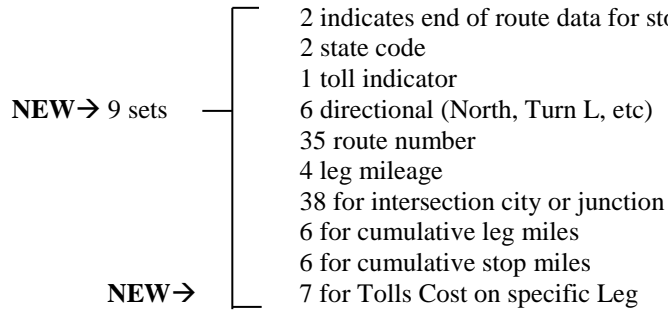 2 indicates end of route data for
2 state code
1 toll indicator
NEW→ 9 sets 6 directional (North, Turn L, etc)
35 route number
4 leg mileage
38 for intersection city or junction
6 for cumulative leg miles
6 for cumulative stop miles
NEW→ 7 for Tolls Cost on specific Leg